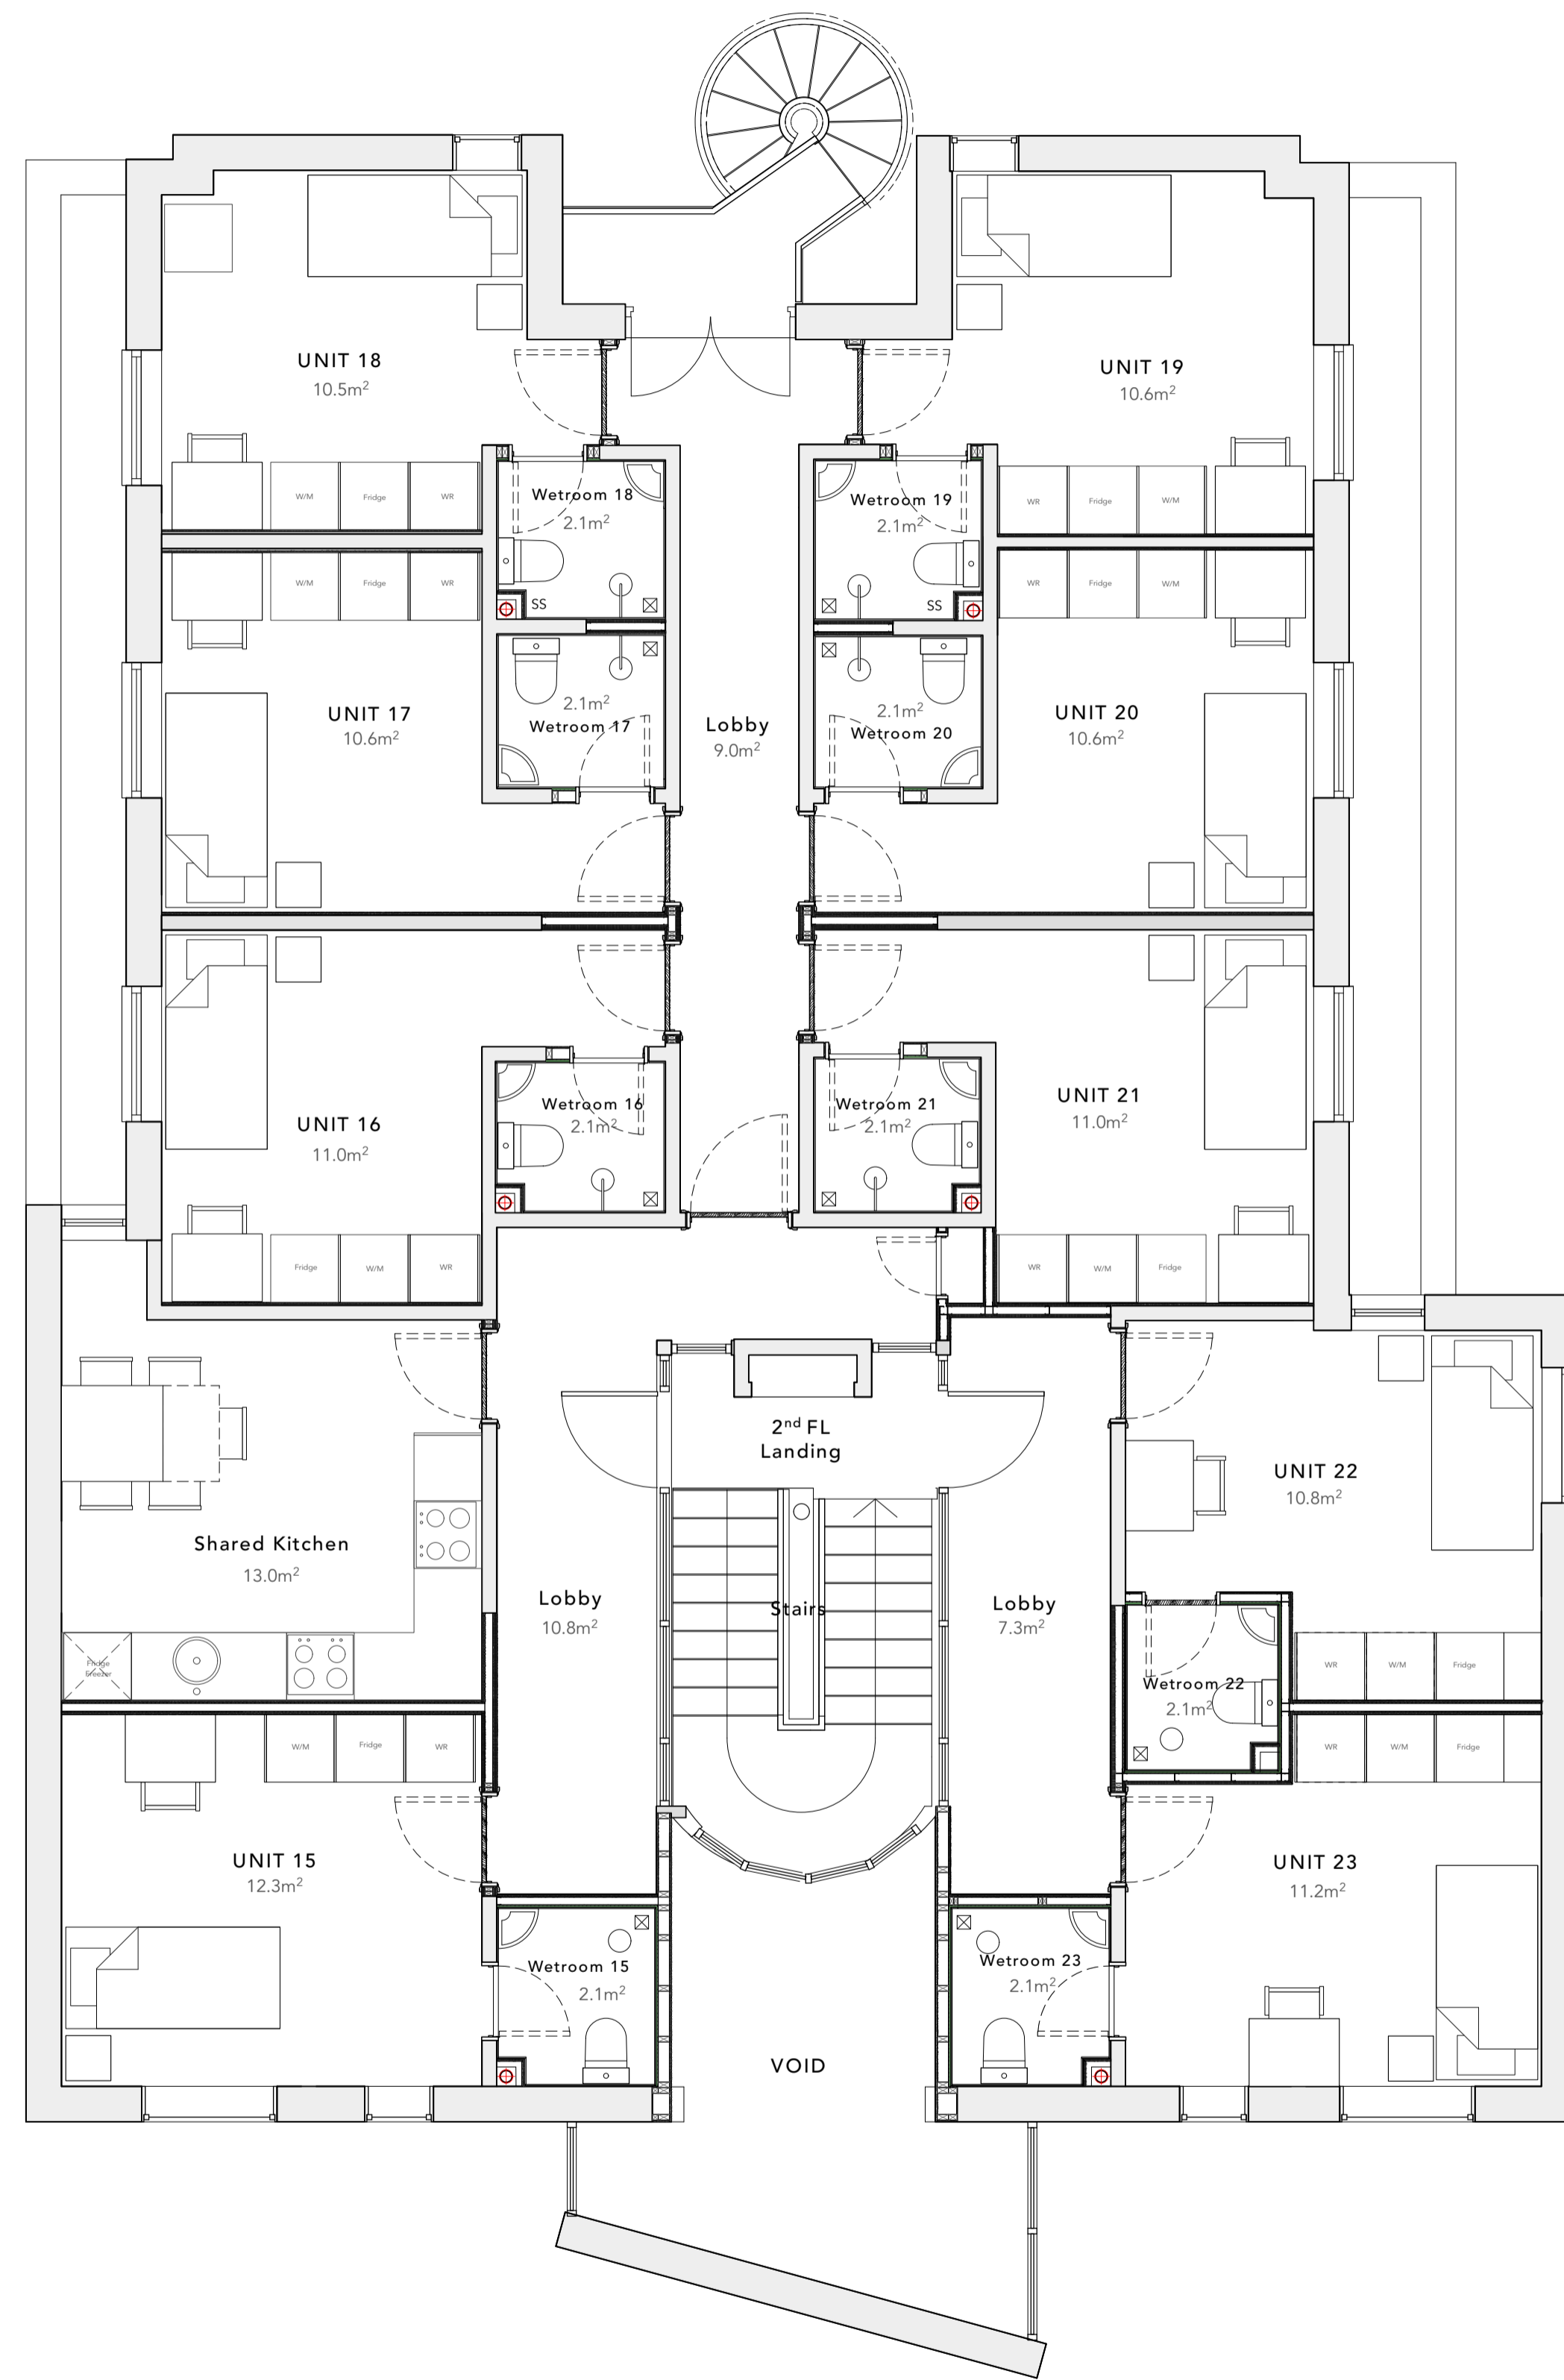 UNIT 18
10.5m²
UNIT 19
10.6m²
W/M
Fridge
WR
Wetroom 18
2.1m²
SS
Wetroom 19
2.1m²
SS
WR
Fridge
W/M
W/M
Fridge
WR
UNIT 17
10.6m²
2.1m²
Wetroom 17
Lobby
9.0m²
2.1m²
Wetroom 20
WR
Fridge
W/M
UNIT 20
10.6m²
UNIT 16
11.0m²
Wetroom 16
2.1m²
Wetroom 21
2.1m²
UNIT 21
11.0m²
Fridge
W/M
WR
WR
W/M
Fridge
2nd FL
Landing
UNIT 22
10.8m²
Shared Kitchen
13.0m²
Fridge
Freezer
Lobby
10.8m²
Stairs
Lobby
7.3m²
Wetroom 22
2.1m²
WR
W/M
Fridge
W/M
Fridge
WR
WR
W/M
Fridge
UNIT 15
12.3m²
UNIT 23
11.2m²
Wetroom 15
2.1m²
Wetroom 23
2.1m²
VOID